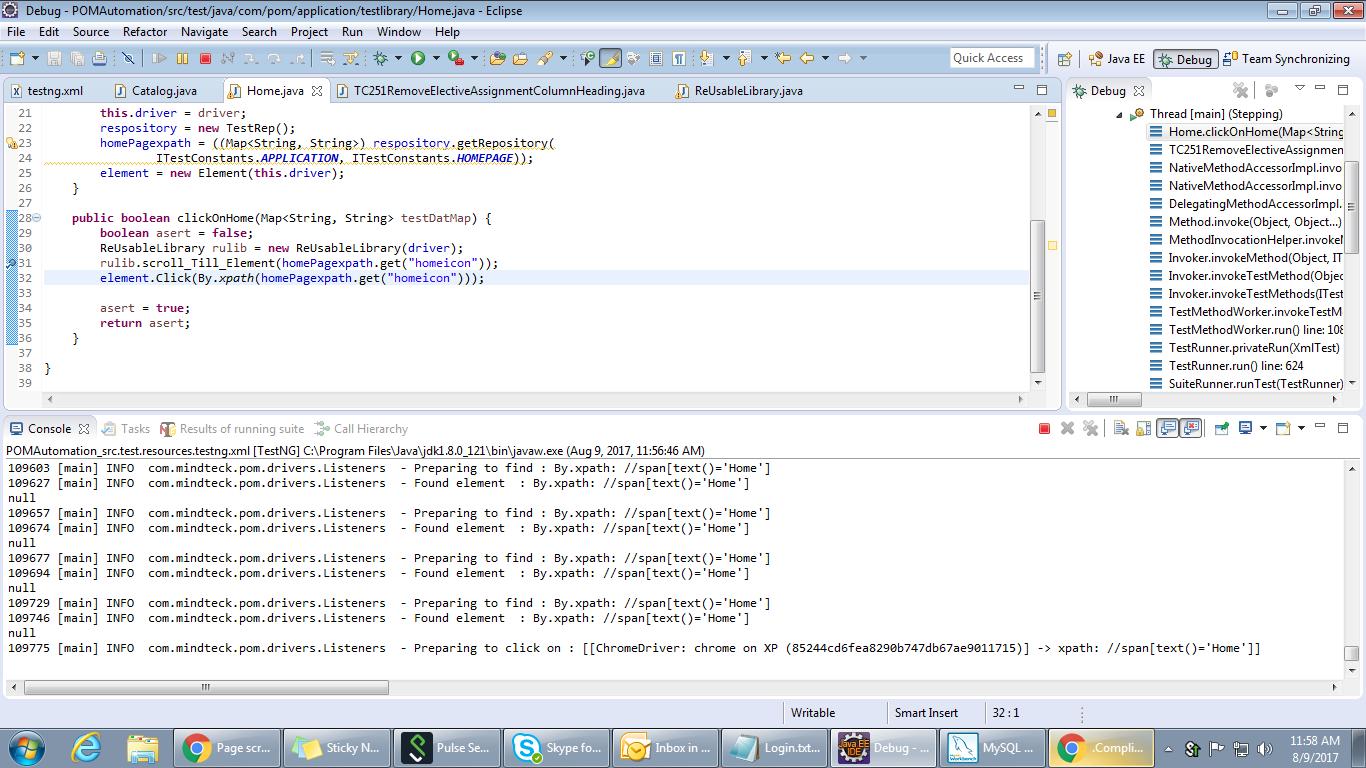 Debug - POMAutomation/src/test/java/com/pom/application/testlibrary/Home.java - Eclipse
File Edit Source Refactor Navigate Search Project Run Window Help
Quick Access
Java EE
Debug
Team Synchronizing
testng.xml
Catalog.java
Home.java
TC251RemoveElectiveAssignmentColumnHeading.java
ReUsableLibrary.java
21 this.driver = driver;
22 respository = new TestRep();
23 homePagexpath = ((Map<String, String>) respository.getRepository(
24 ITestConstants.APPLICATION, ITestConstants.HOMEPAGE));
25 element = new Element(this.driver);
26 }
27
28 public boolean clickOnHome(Map<String, String> testDatMap) {
29 boolean asert = false;
30 ReUsableLibrary rulib = new ReUsableLibrary(driver);
31 rulib.scroll_Till_Element(homePagexpath.get("homeicon"));
32 element.Click(By.xpath(homePagexpath.get("homeicon")));
33
34 asert = true;
35 return asert;
36 }
37
38 }
39
Debug
Thread [main] (Stepping)
Home.clickOnHome(Map<String
TC251RemoveElectiveAssignmen
NativeMethodAccessorImpl.invo
NativeMethodAccessorImpl.invo
DelegatingMethodAccessorImpl.
Method.invoke(Object, Object...)
MethodInvocationHelper.invokeM
Invoker.invokeMethod(Object, IT
Invoker.invokeTestMethod(Objec
Invoker.invokeTestMethods(ITest
TestMethodWorker.invokeTestM
TestMethodWorker.run() line: 108
TestRunner.privateRun(XmlTest)
TestRunner.run() line: 624
SuiteRunner.runTest(TestRunner)
Console
Tasks
Results of running suite
Call Hierarchy
POMAutomation_src.test.resources.testng.xml [TestNG] C:\Program Files\Java\jdk1.8.0_121\bin\javaw.exe (Aug 9, 2017, 11:56:46 AM)
109603 [main] INFO com.mindteck.pom.drivers.Listeners - Preparing to find : By.xpath: //span[text()='Home']
109627 [main] INFO com.mindteck.pom.drivers.Listeners - Found element : By.xpath: //span[text()='Home']
null
109657 [main] INFO com.mindteck.pom.drivers.Listeners - Preparing to find : By.xpath: //span[text()='Home']
109674 [main] INFO com.mindteck.pom.drivers.Listeners - Found element : By.xpath: //span[text()='Home']
null
109677 [main] INFO com.mindteck.pom.drivers.Listeners - Preparing to find : By.xpath: //span[text()='Home']
109694 [main] INFO com.mindteck.pom.drivers.Listeners - Found element : By.xpath: //span[text()='Home']
null
109729 [main] INFO com.mindteck.pom.drivers.Listeners - Preparing to find : By.xpath: //span[text()='Home']
109746 [main] INFO com.mindteck.pom.drivers.Listeners - Found element : By.xpath: //span[text()='Home']
null
109775 [main] INFO com.mindteck.pom.drivers.Listeners - Preparing to click on : [[ChromeDriver: chrome on XP (85244cd6fea8290b747db67ae9011715)] -> xpath: //span[text()='Home']]
Writable
Smart Insert
32 : 1
Page scr...
Sticky N...
Pulse Se...
Skype fo...
Inbox in ...
Login.txt...
Java EE IDE
Debug - ...
MySQL ...
.Compli...
11:58 AM
8/9/2017